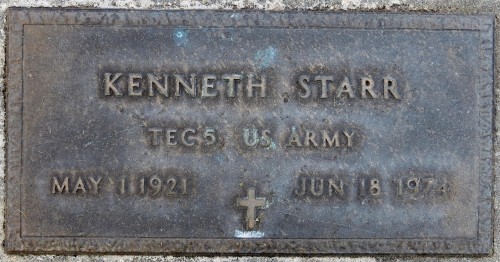 KENNETH STARR
TEC5 US ARMY
MAY 1 1921 JUN 18 1974